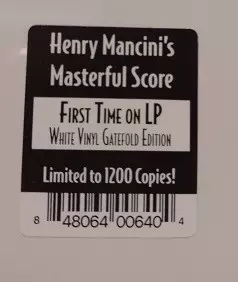 Henry Mancini's
Masterful Score
First Time on LP
White Vinyl Gatefold Edition
Limited to 1200 Copies!
8 48064 00640 4